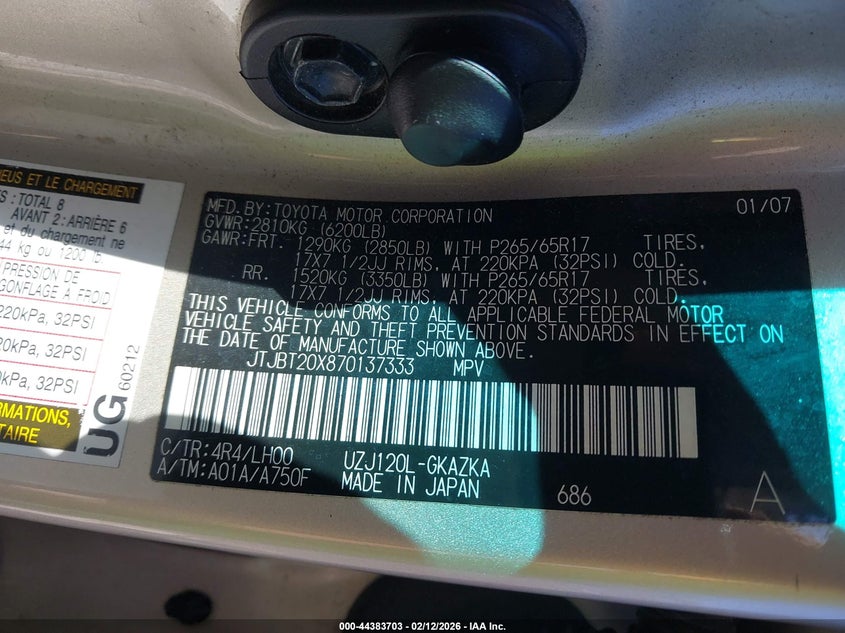 EUS ET LE CHARGEMENT
S : TOTAL 8
AVANT 2 : ARRIÈRE 6
et du chargement ne
44 kg ou 1200 lb.
PRESSION DE
GONFLAGE À FROID
220kPa, 32PSI
20kPa, 32PSI
0kPa, 32PSI
RMATIONS,
TAIRE
UG 60212
MFD.BY:TOYOTA MOTOR CORPORATION 01/07
GVWR:2810KG (6200LB)
GAWR:FRT. 1290KG (2850LB) WITH P265/65R17 TIRES,
17X7 1/2JJ RIMS, AT 220KPA (32PSI) COLD.
RR. 1520KG (3350LB) WITH P265/65R17 TIRES,
17X7 1/2JJ RIMS, AT 220KPA (32PSI) COLD.
THIS VEHICLE CONFORMS TO ALL APPLICABLE FEDERAL MOTOR
VEHICLE SAFETY AND THEFT PREVENTION STANDARDS IN EFFECT ON
THE DATE OF MANUFACTURE SHOWN ABOVE.
JTJBT20X870137333 MPV
C/TR:4R4/LH00 UZJ120L-GKAZKA
A/TM:A01A/A750F MADE IN JAPAN 686 A
000-44383703 - 02/12/2026 - IAA Inc.